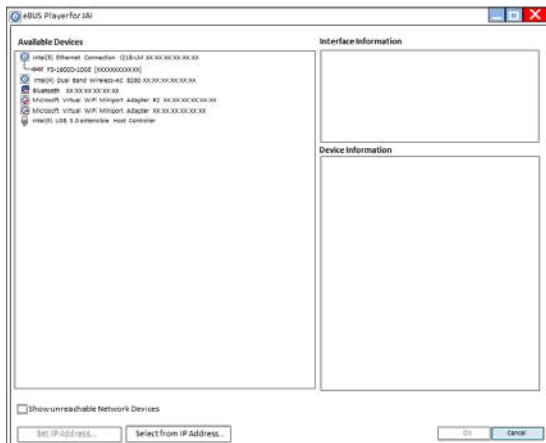 eBUS Player for JAI
Available Devices
Intel(R) Ethernet Connection I218-LM XX:XX:XX:XX:XX:XX
FS-1600D-10GE [XXXXXXXXXXXX]
Intel(R) Dual Band Wireless-AC 8260 XX:XX:XX:XX:XX:XX
Bluetooth XX:XX:XX:XX:XX:XX
Microsoft Virtual WiFi Miniport Adapter #2 XX:XX:XX:XX:XX:XX
Microsoft Virtual WiFi Miniport Adapter XX:XX:XX:XX:XX:XX
Intel(R) USB 3.0 eXtensible Host Controller
Interface Information
Device Information
Show unreachable Network Devices
Set IP Address...
Select from IP Address...
OK
Cancel